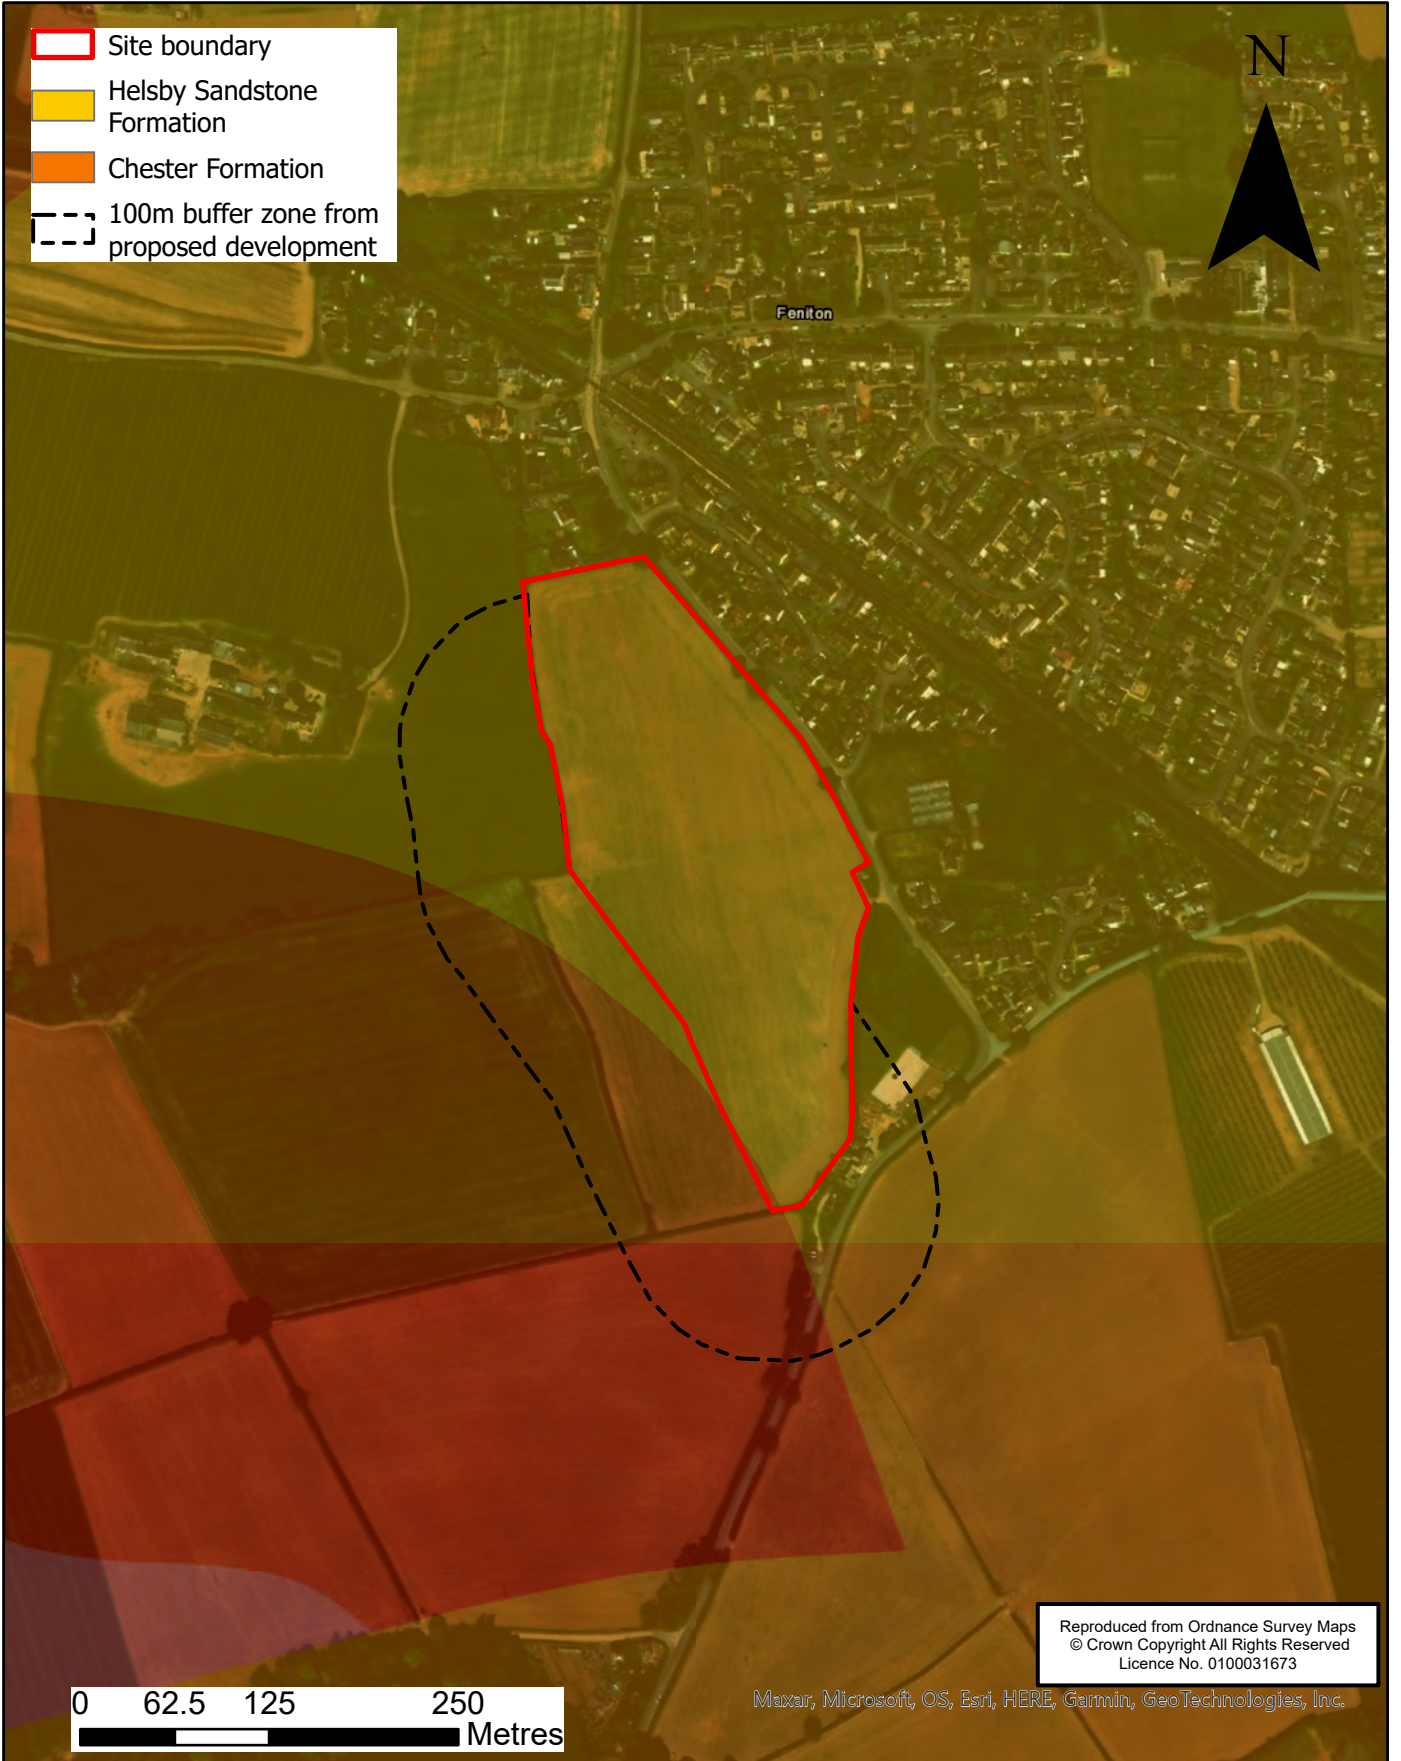 Site boundary
Helsby Sandstone
Formation
Chester Formation
100m buffer zone from
proposed development
N
Feniton
Reproduced from Ordnance Survey Maps
© Crown Copyright All Rights Reserved
Licence No. 0100031673
Maxar, Microsoft, OS, Esri, HERE, Garmin, GeoTechnologies, Inc.
0 62.5 125 250
Metres